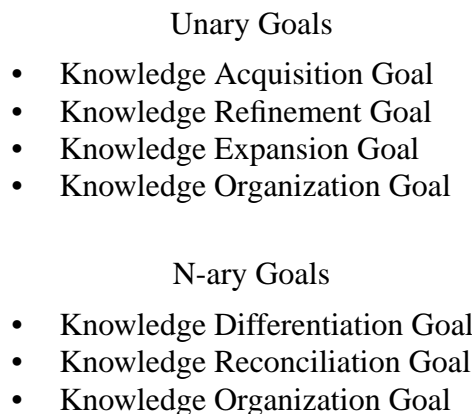 Unary Goals
• Knowledge Acquisition Goal
• Knowledge Refinement Goal
• Knowledge Expansion Goal
• Knowledge Organization Goal
N-ary Goals
• Knowledge Differentiation Goal
• Knowledge Reconciliation Goal
• Knowledge Organization Goal